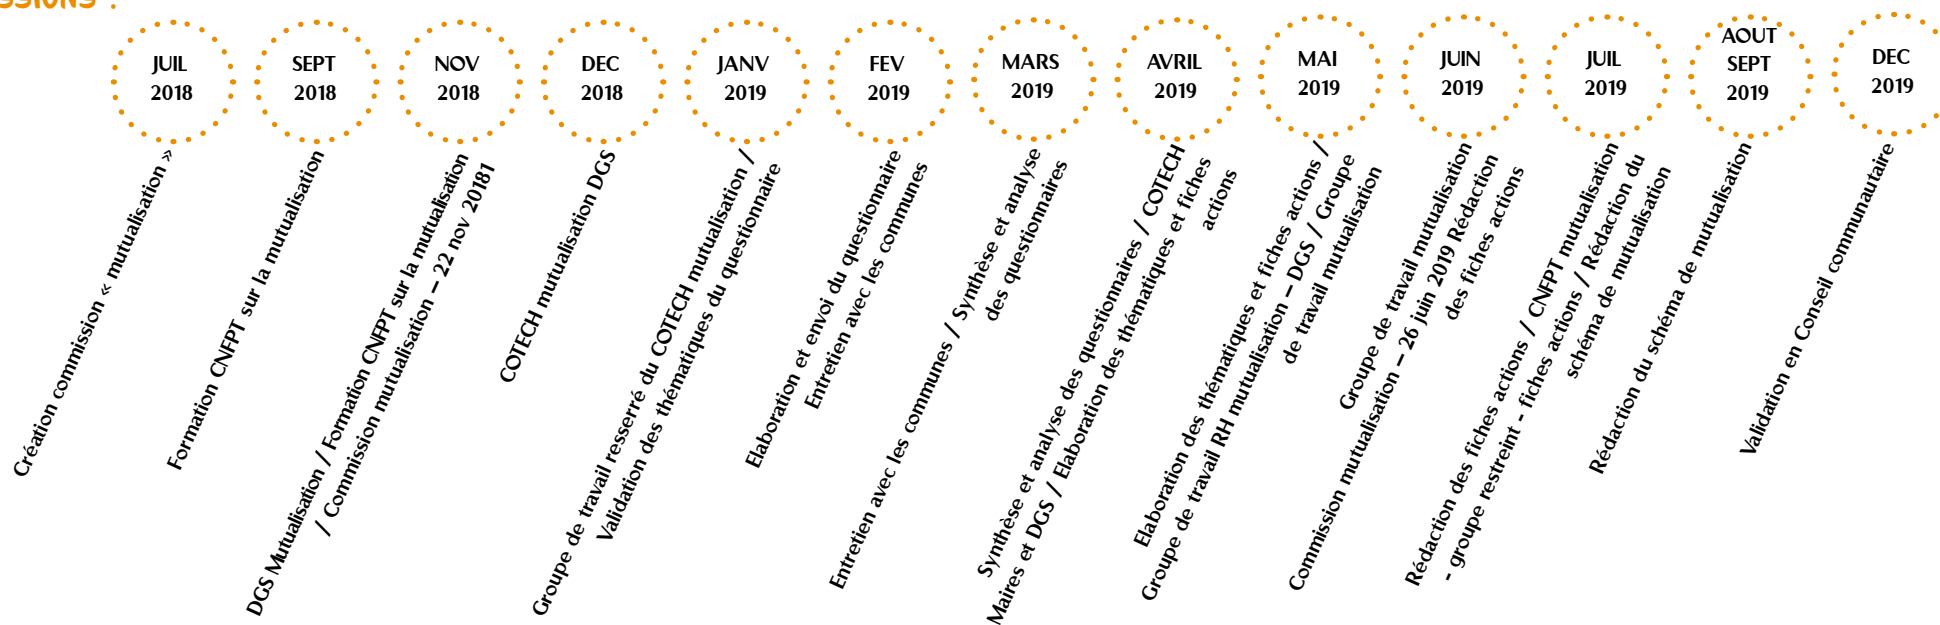 SSIONS :
JUIL
2018
SEPT
2018
NOV
2018
DEC
2018
JANV
2019
FEV
2019
MARS
2019
AVRIL
2019
MAI
2019
JUIN
2019
JUIL
2019
AOUT
SEPT
2019
DEC
2019
Création commission « mutualisation »
Formation CNFPT sur la mutualisation
DGS Mutualisation / Formation CNFPT sur la mutualisation
/ Commission mutualisation – 22 nov 20181
COTECH mutualisation DGS
Groupe de travail resserré du COTECH mutualisation /
Validation des thématiques du questionnaire
Elaboration et envoi du questionnaire
Entretien avec les communes
Entretien avec les communes / Synthèse et analyse
des questionnaires
Synthèse et analyse des questionnaires / COTECH
Maires et DGS / Elaboration des thématiques et fiches
actions
Elaboration des thématiques et fiches actions /
Groupe de travail RH mutualisation – DGS / Groupe
de travail mutualisation
Groupe de travail mutualisation
Commission mutualisation – 26 juin 2019 Rédaction
des fiches actions
Rédaction des fiches actions / CNFPT mutualisation
- groupe restreint - fiches actions / Rédaction du
schéma de mutualisation
Rédaction du schéma de mutualisation
Validation en Conseil communautaire